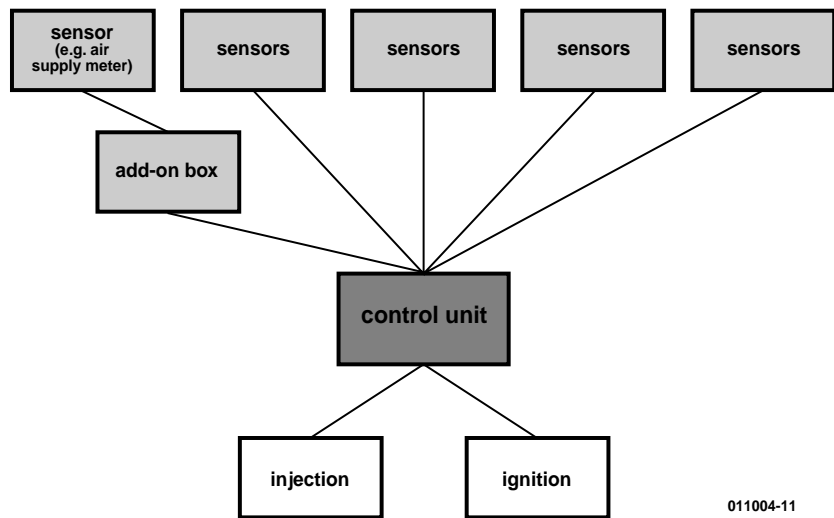 sensor
(e.g. air
supply meter)
sensors
sensors
sensors
sensors
add-on box
control unit
injection
ignition
011004-11